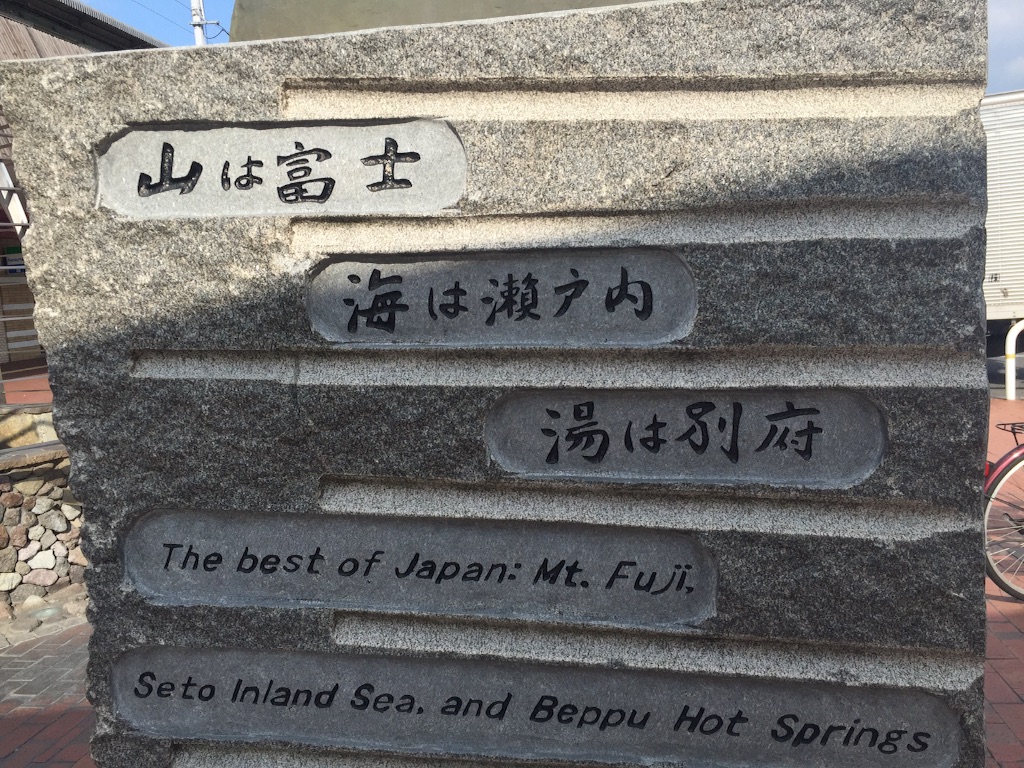 山は富士
海は瀬戸内
湯は別府
The best of Japan: Mt. Fuji,
Seto Inland Sea, and Beppu Hot Springs